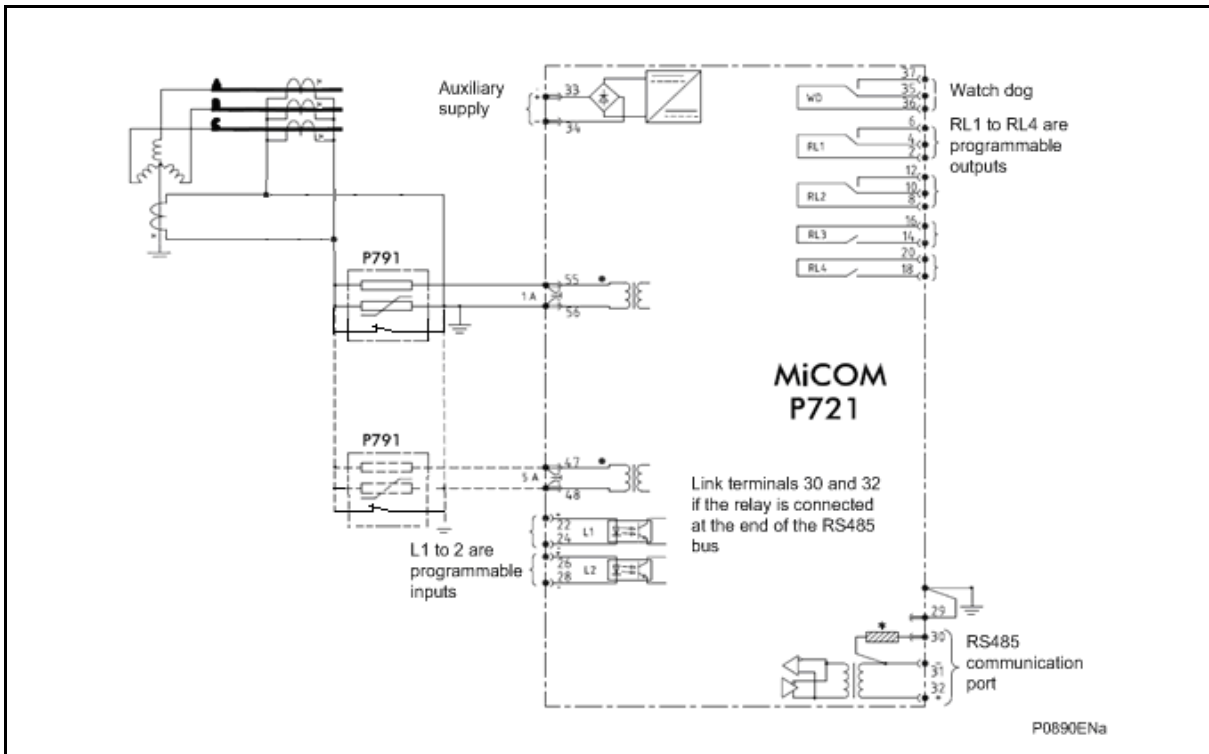 A
B
C
Auxiliary
supply
+ 33
- 34
37
35
36
WD
Watch dog
6
4
2
RL1
RL1 to RL4 are
programmable
outputs
12
10
8
RL2
16
14
RL3
20
18
RL4
P791
55
1 A
56
MiCOM
P721
P791
47
5 A
48
Link terminals 30 and 32
if the relay is connected
at the end of the RS485
bus
+
22
24
-
L1
+
26
28
-
L2
L1 to 2 are
programmable
inputs
29
*
30
- 31
32 +
RS485
communication
port
P0890ENa